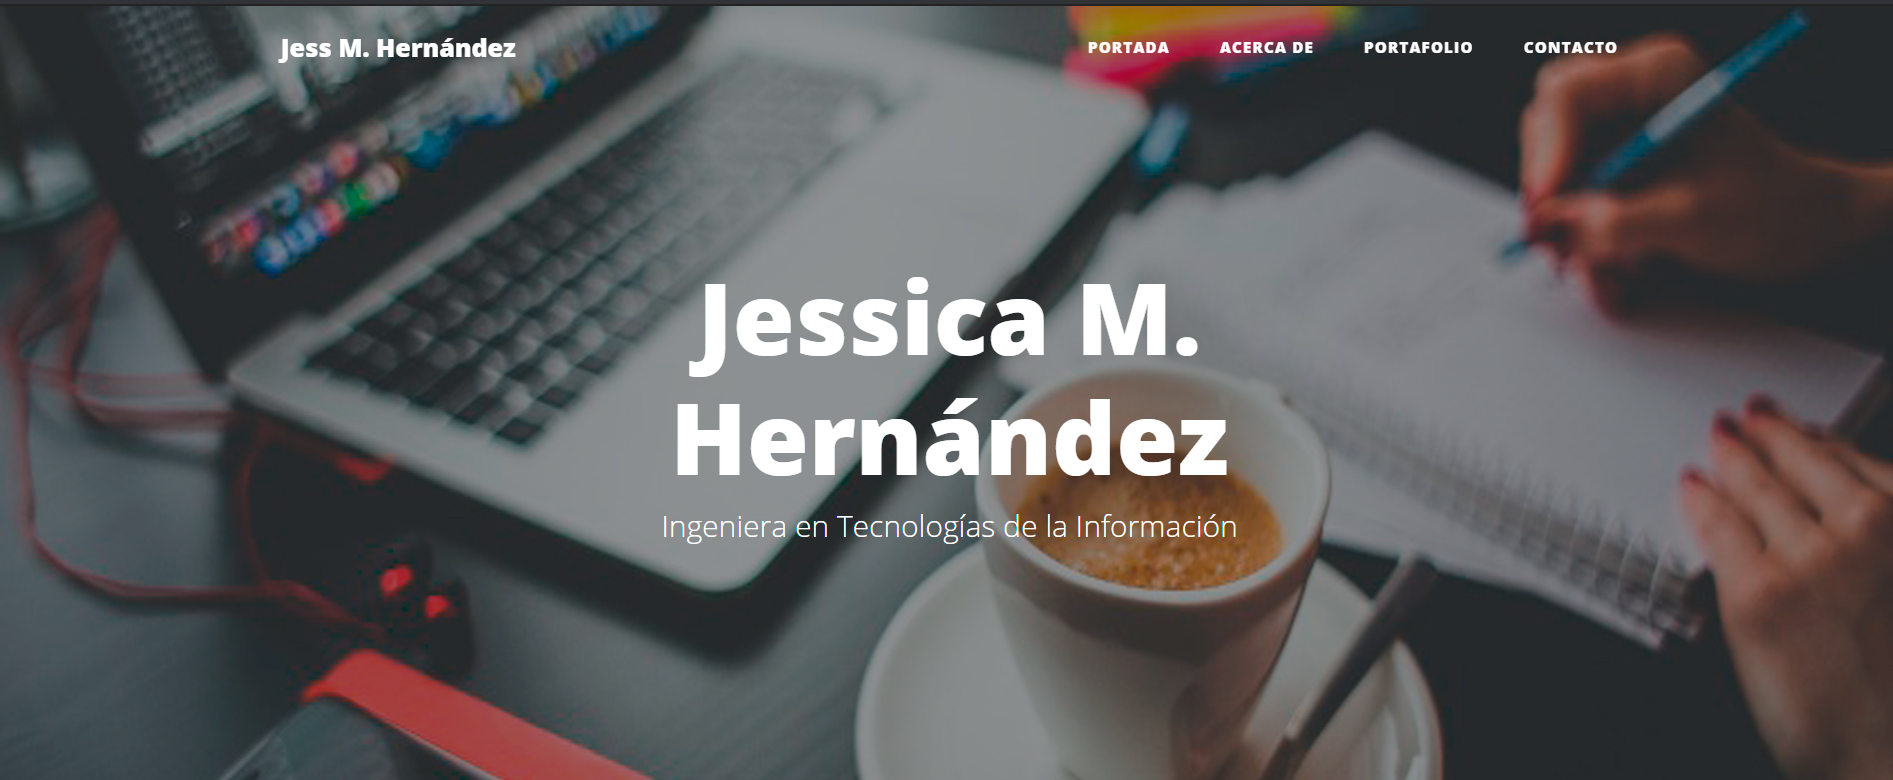 Jess M. Hernández
PORTADA ACERCA DE PORTAFOLIO CONTACTO
Jessica M.
Hernández
Ingeniera en Tecnologías de la Información